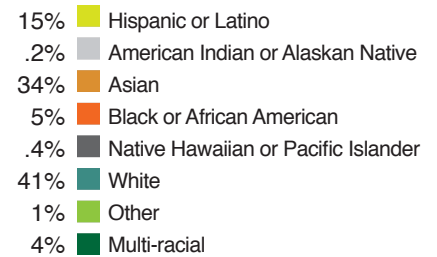 15% Hispanic or Latino
.2% American Indian or Alaskan Native
34% Asian
5% Black or African American
.4% Native Hawaiian or Pacific Islander
41% White
1% Other
4% Multi-racial